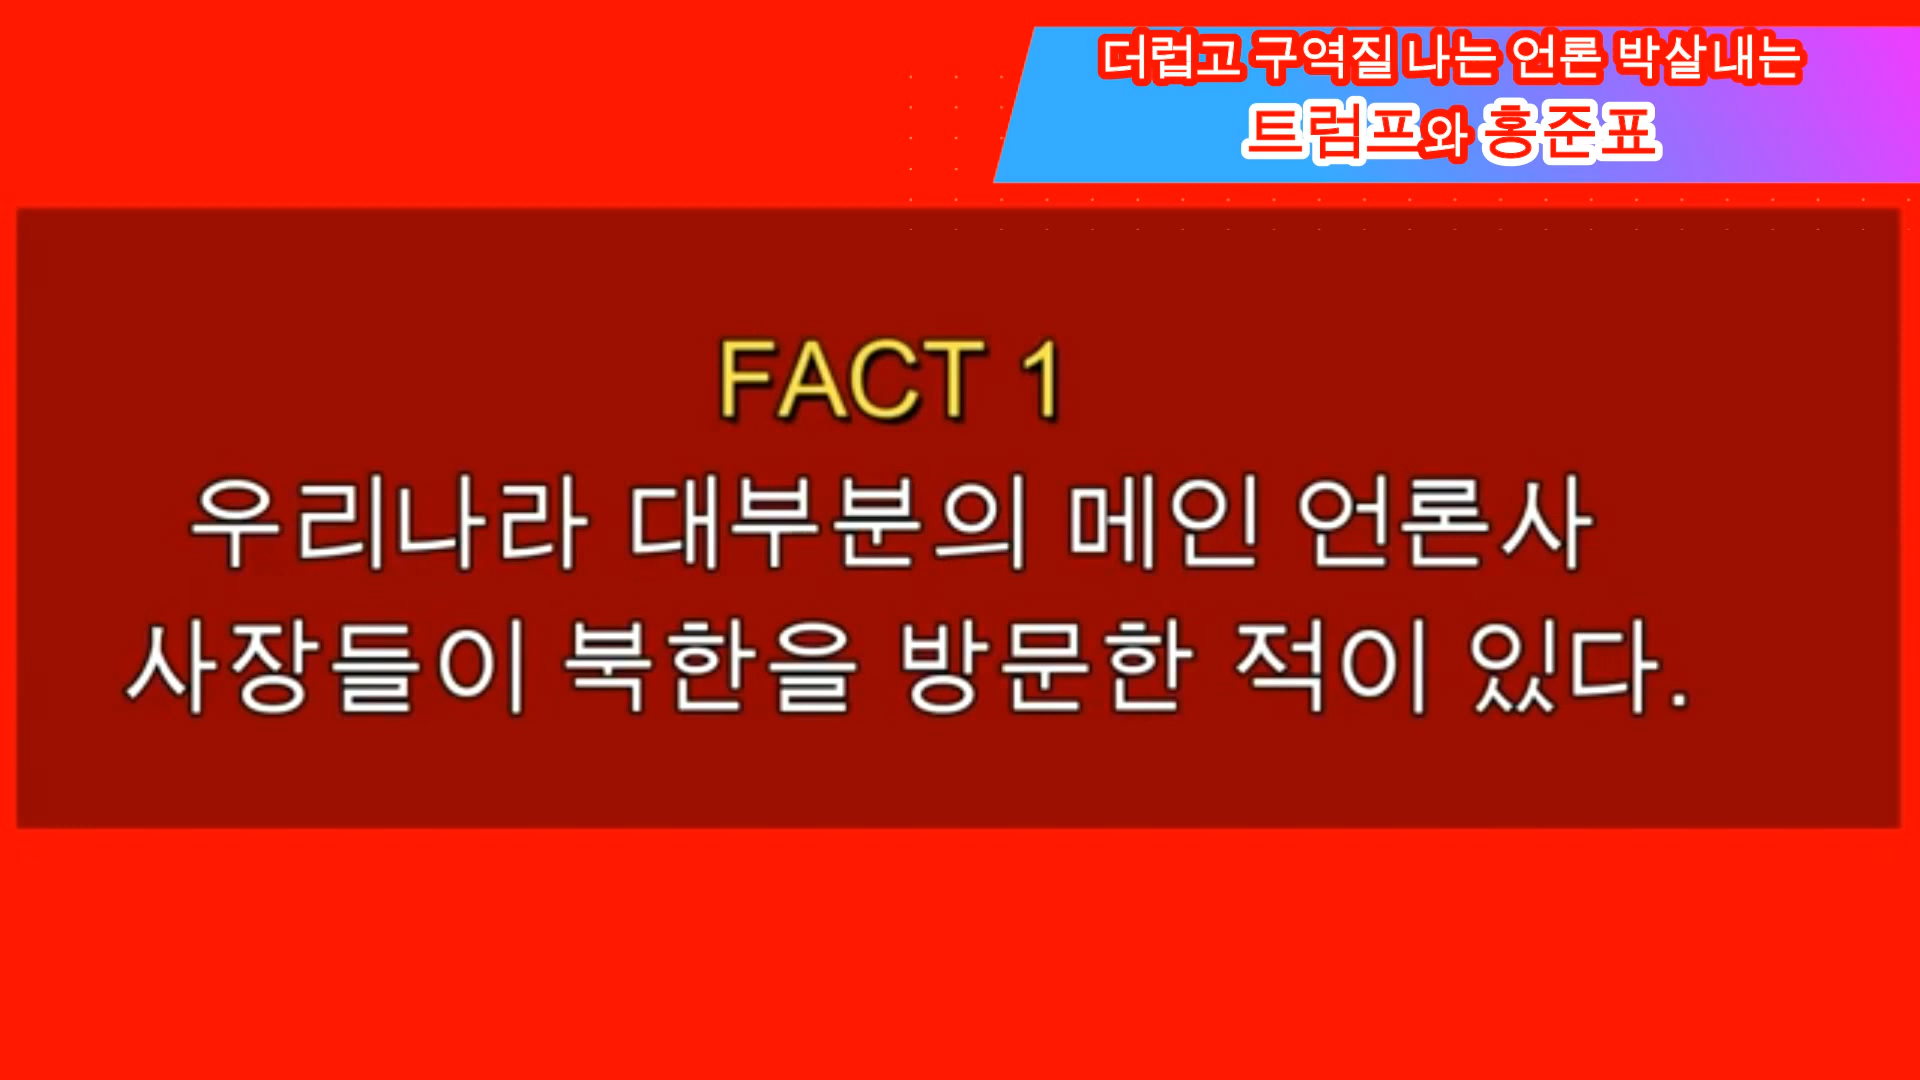 더럽고 구역질 나는 언론 박살내는
트럼프와 홍준표
FACT 1
우리나라 대부분의 메인 언론사
사장들이 북한을 방문한 적이 있다.